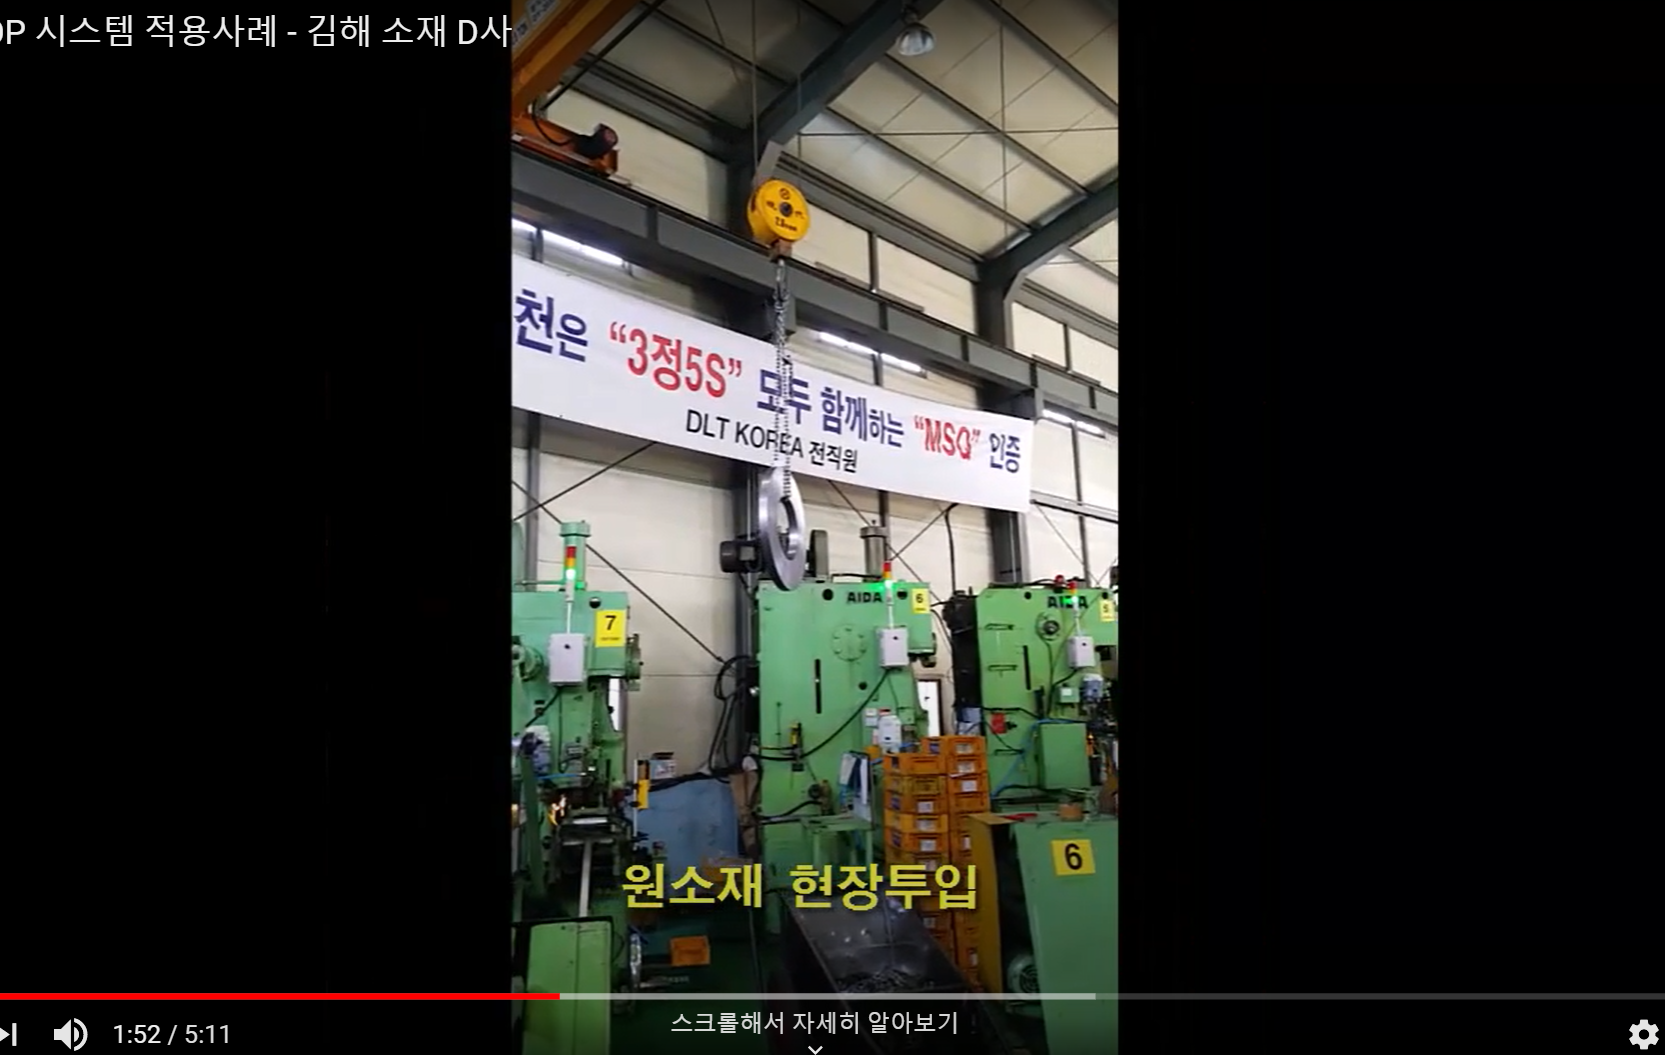 OP 시스템 적용사례 - 김해 소재 D사
천은 “3정5S” 모두 함께하는 “MSQ” 인증
DLT KOREA 전직원
AIDA
6
AIDA
5
7
6
원소재 현장투입
스크롤해서 자세히 알아보기
1:52 / 5:11